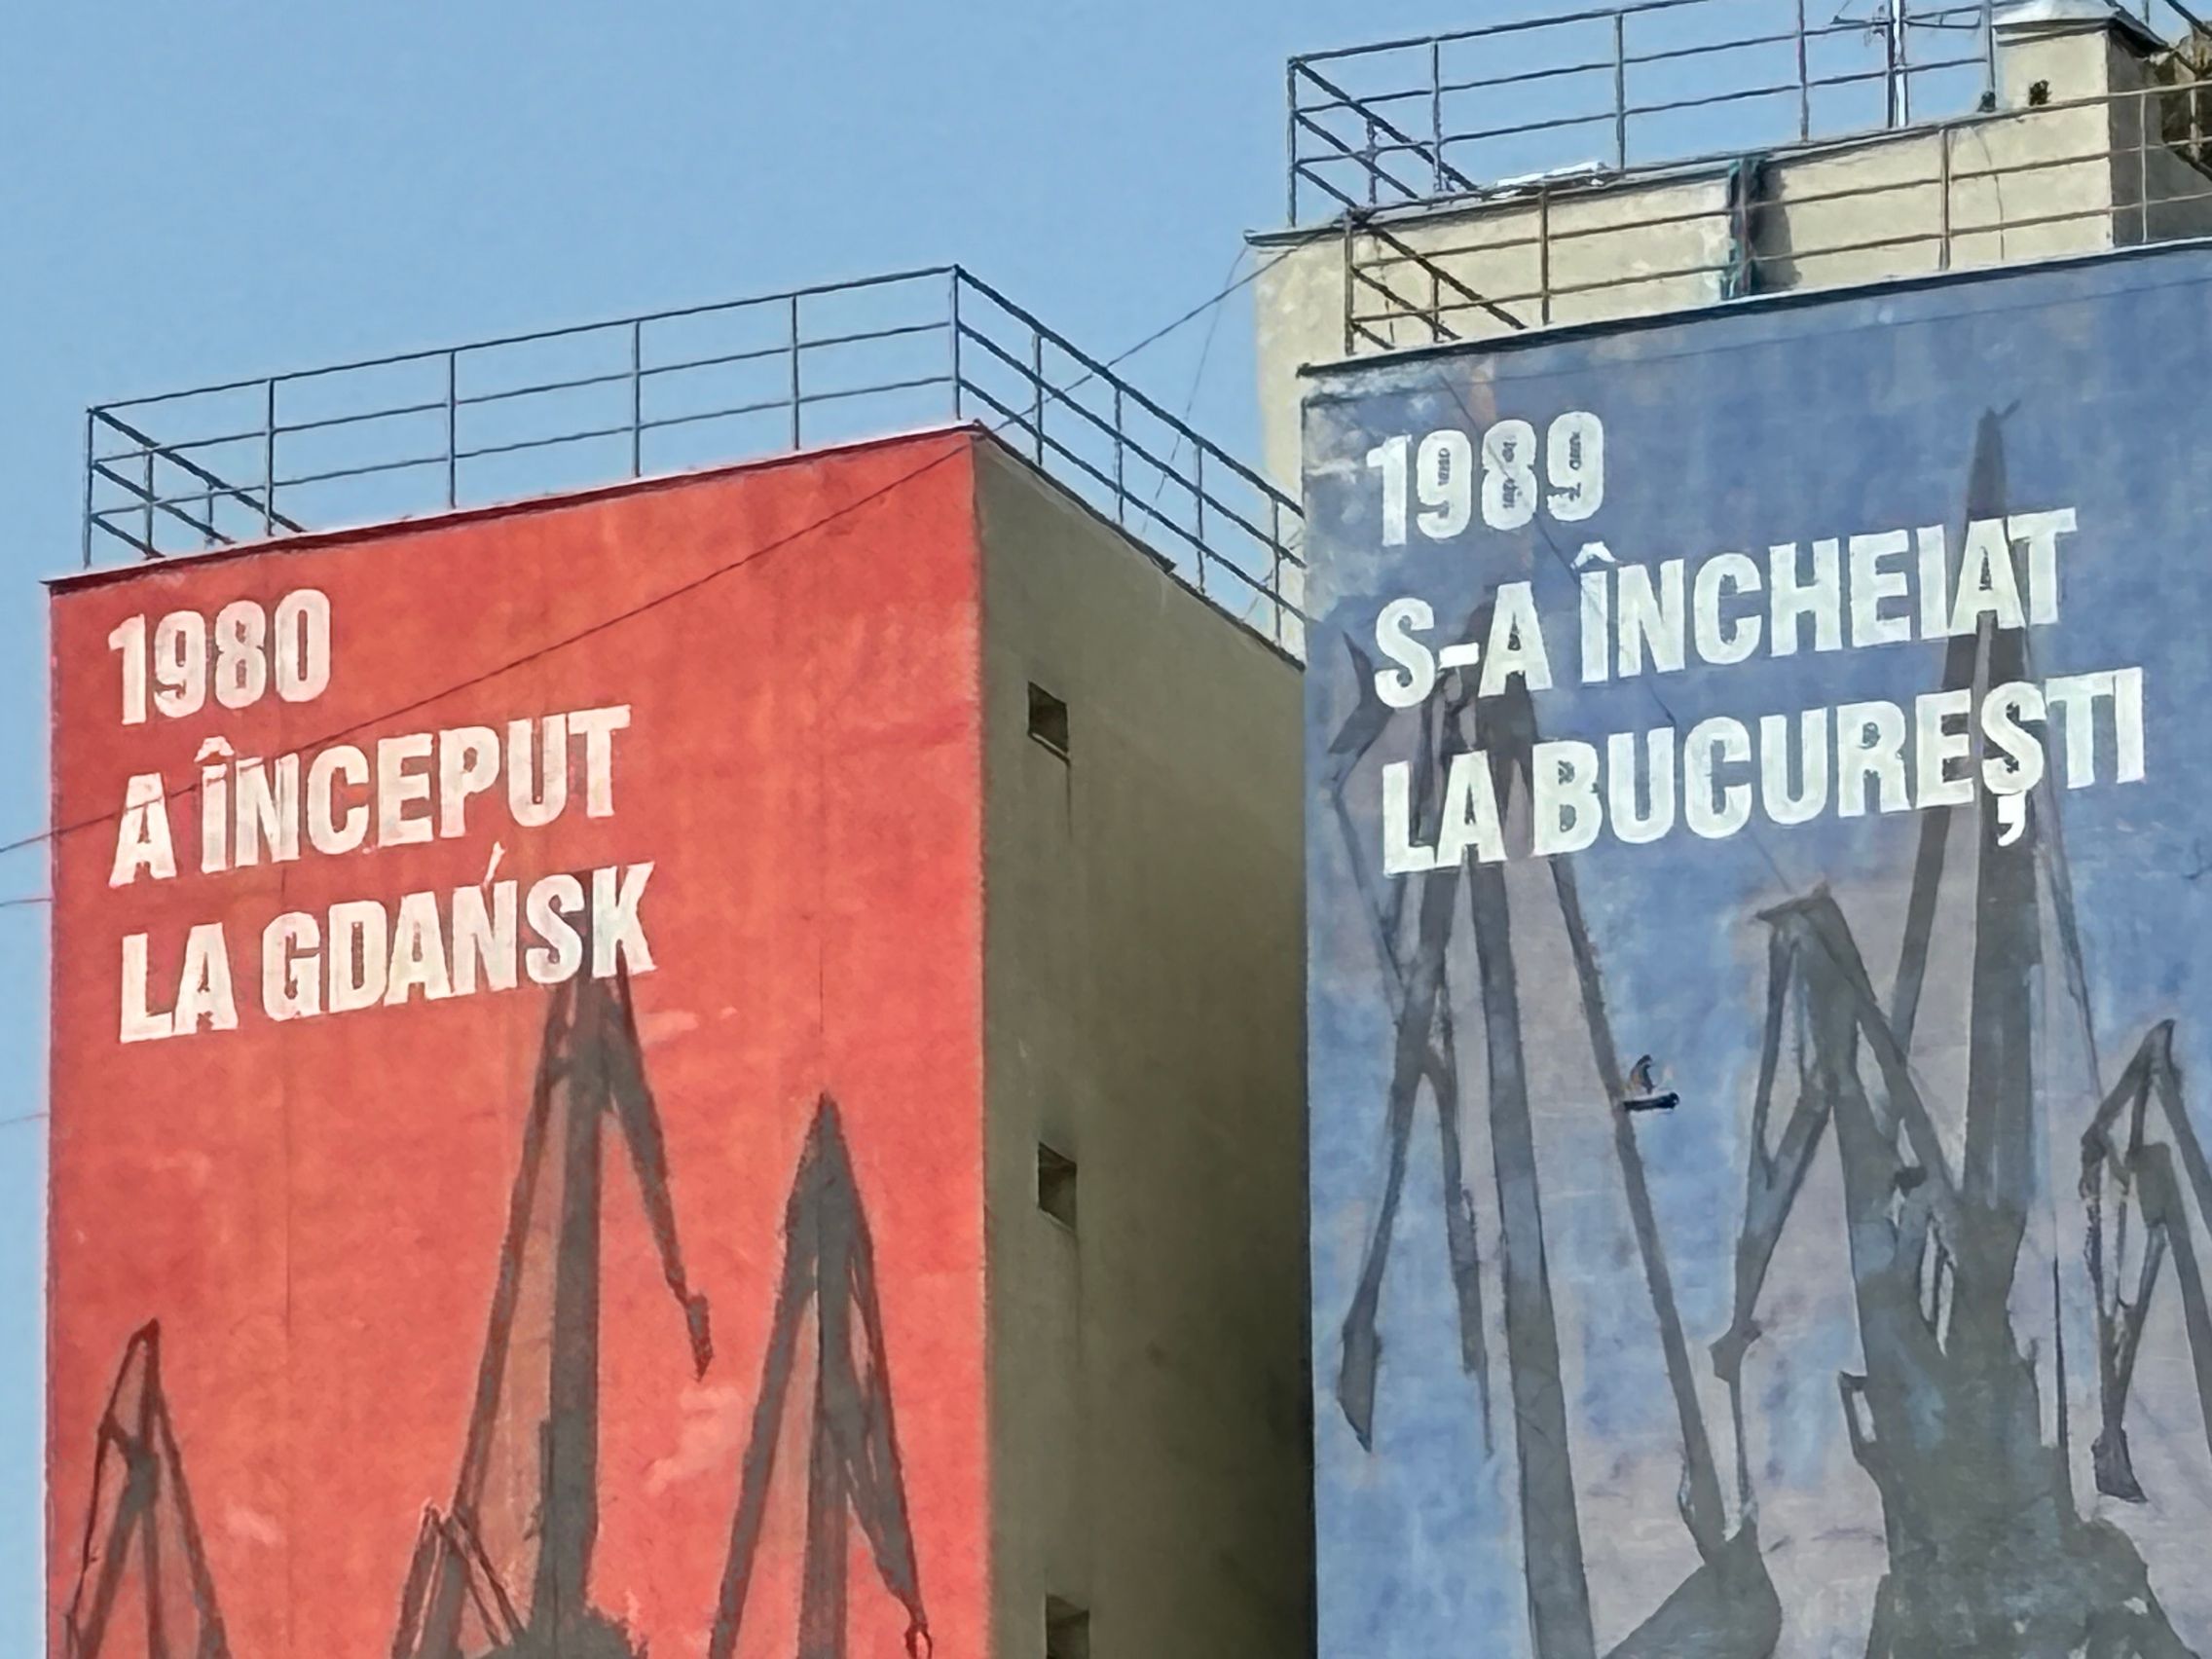 1980
A ÎNCEPUT
LA GDAŃSK
1989
S-A ÎNCHEIAT
LA BUCUREȘTI